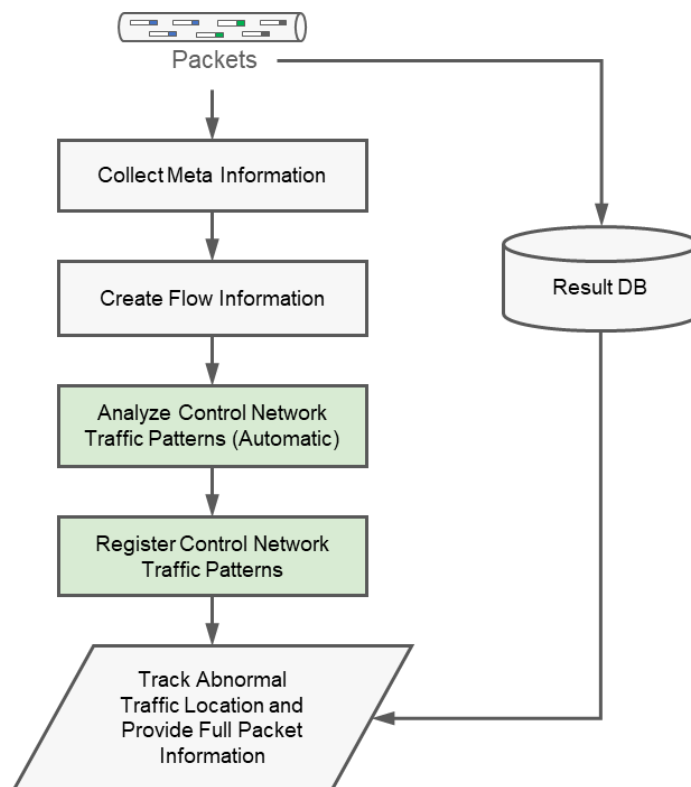 Packets
Collect Meta Information
Create Flow Information
Result DB
Analyze Control Network
Traffic Patterns (Automatic)
Register Control Network
Traffic Patterns
Track Abnormal
Traffic Location and
Provide Full Packet
Information